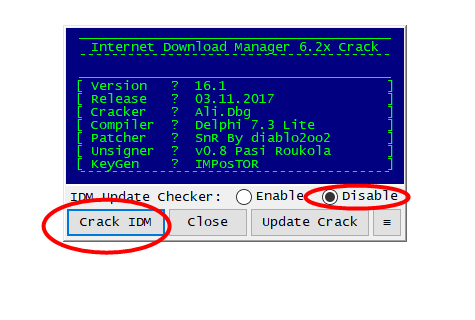 Internet Download Manager 6.2x Crack
[ Version ? 16.1 ]
[ Release ? 03.11.2017 ]
[ Cracker ? Ali.Dbg ]
[ Compiler ? Delphi 7.3 Lite ]
[ Patcher ? SnR By diablo2oo2 ]
[ Unsigner ? v0.8 Pasi Roukola ]
[ KeyGen ? IMPosTOR ]
IDM Update Checker: Enable Disable
Crack IDM Close Update Crack ≡